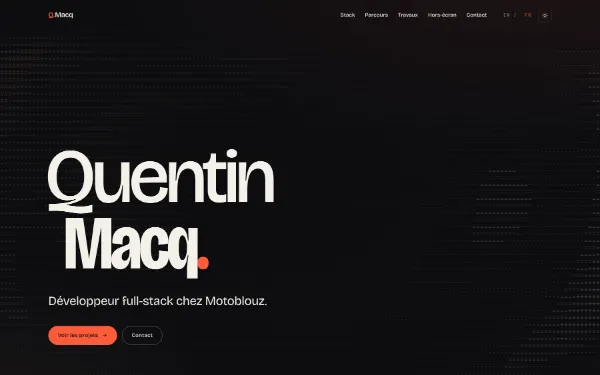 Q.Macq
Stack Parcours Travaux Hors-écran Contact EN / FR
Quentin
Macq.
Développeur full-stack chez Motoblouz.
Voir les projets → Contact